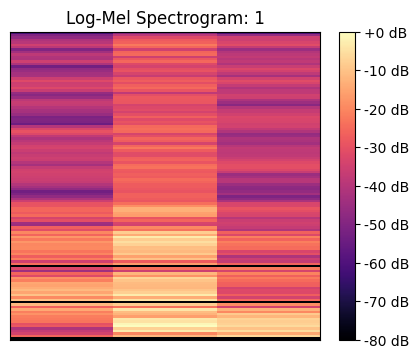 Log-Mel Spectrogram: 1
+0 dB
-10 dB
-20 dB
-30 dB
-40 dB
-50 dB
-60 dB
-70 dB
-80 dB